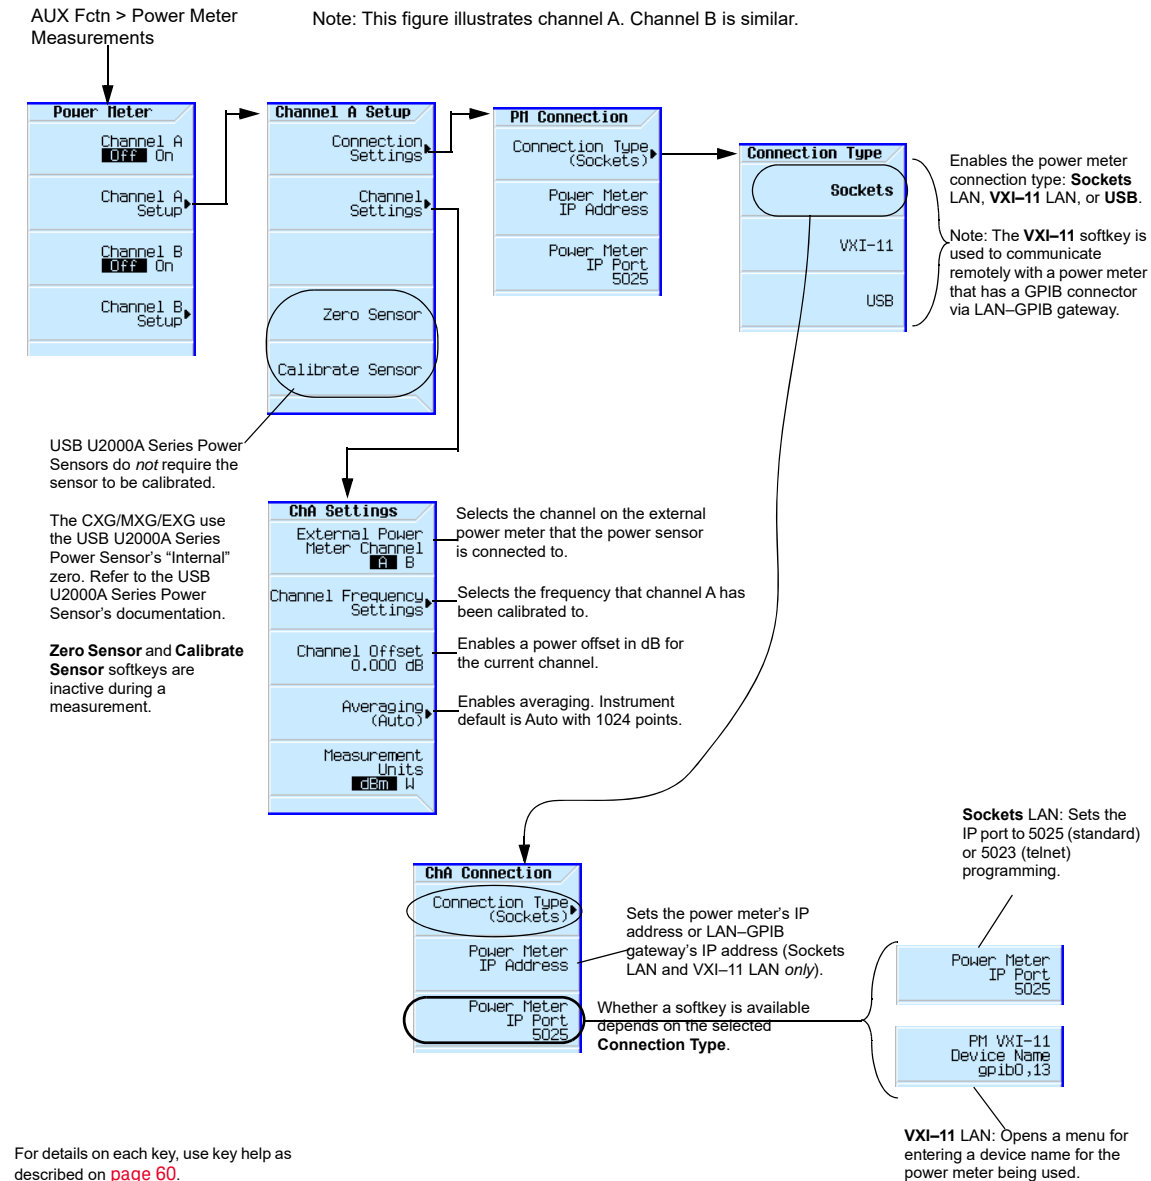 AUX Fctn > Power Meter
Measurements
Note: This figure illustrates channel A. Channel B is similar.
Power Meter
Channel A
Off On
Channel A
Setup
Channel B
Off On
Channel B
Setup
Channel A Setup
Connection
Settings
Channel
Settings
Zero Sensor
Calibrate Sensor
PM Connection
Connection Type
(Sockets)
Power Meter
IP Address
Power Meter
IP Port
5025
Connection Type
Sockets
VXI-11
USB
Enables the power meter
connection type: Sockets
LAN, VXI–11 LAN, or USB.
Note: The VXI–11 softkey is
used to communicate
remotely with a power meter
that has a GPIB connector
via LAN–GPIB gateway.
USB U2000A Series Power
Sensors do not require the
sensor to be calibrated.
The CXG/MXG/EXG use
the USB U2000A Series
Power Sensor's “Internal”
zero. Refer to the USB
U2000A Series Power
Sensor's documentation.
Zero Sensor and Calibrate
Sensor softkeys are
inactive during a
measurement.
ChA Settings
External Power
Meter Channel
A B
Channel Frequency
Settings
Channel Offset
0.000 dB
Averaging
(Auto)
Measurement
Units
dBm W
Selects the channel on the external
power meter that the power sensor
is connected to.
Selects the frequency that channel A has
been calibrated to.
Enables a power offset in dB for
the current channel.
Enables averaging. Instrument
default is Auto with 1024 points.
ChA Connection
Connection Type
(Sockets)
Power Meter
IP Address
Power Meter
IP Port
5025
Sets the power meter's IP
address or LAN–GPIB
gateway's IP address (Sockets
LAN and VXI–11 LAN only).
Whether a softkey is available
depends on the selected
Connection Type.
Sockets LAN: Sets the
IP port to 5025 (standard)
or 5023 (telnet)
programming.
Power Meter
IP Port
5025
PM VXI-11
Device Name
gpib0,13
VXI–11 LAN: Opens a menu for
entering a device name for the
power meter being used.
For details on each key, use key help as
described on page 60.